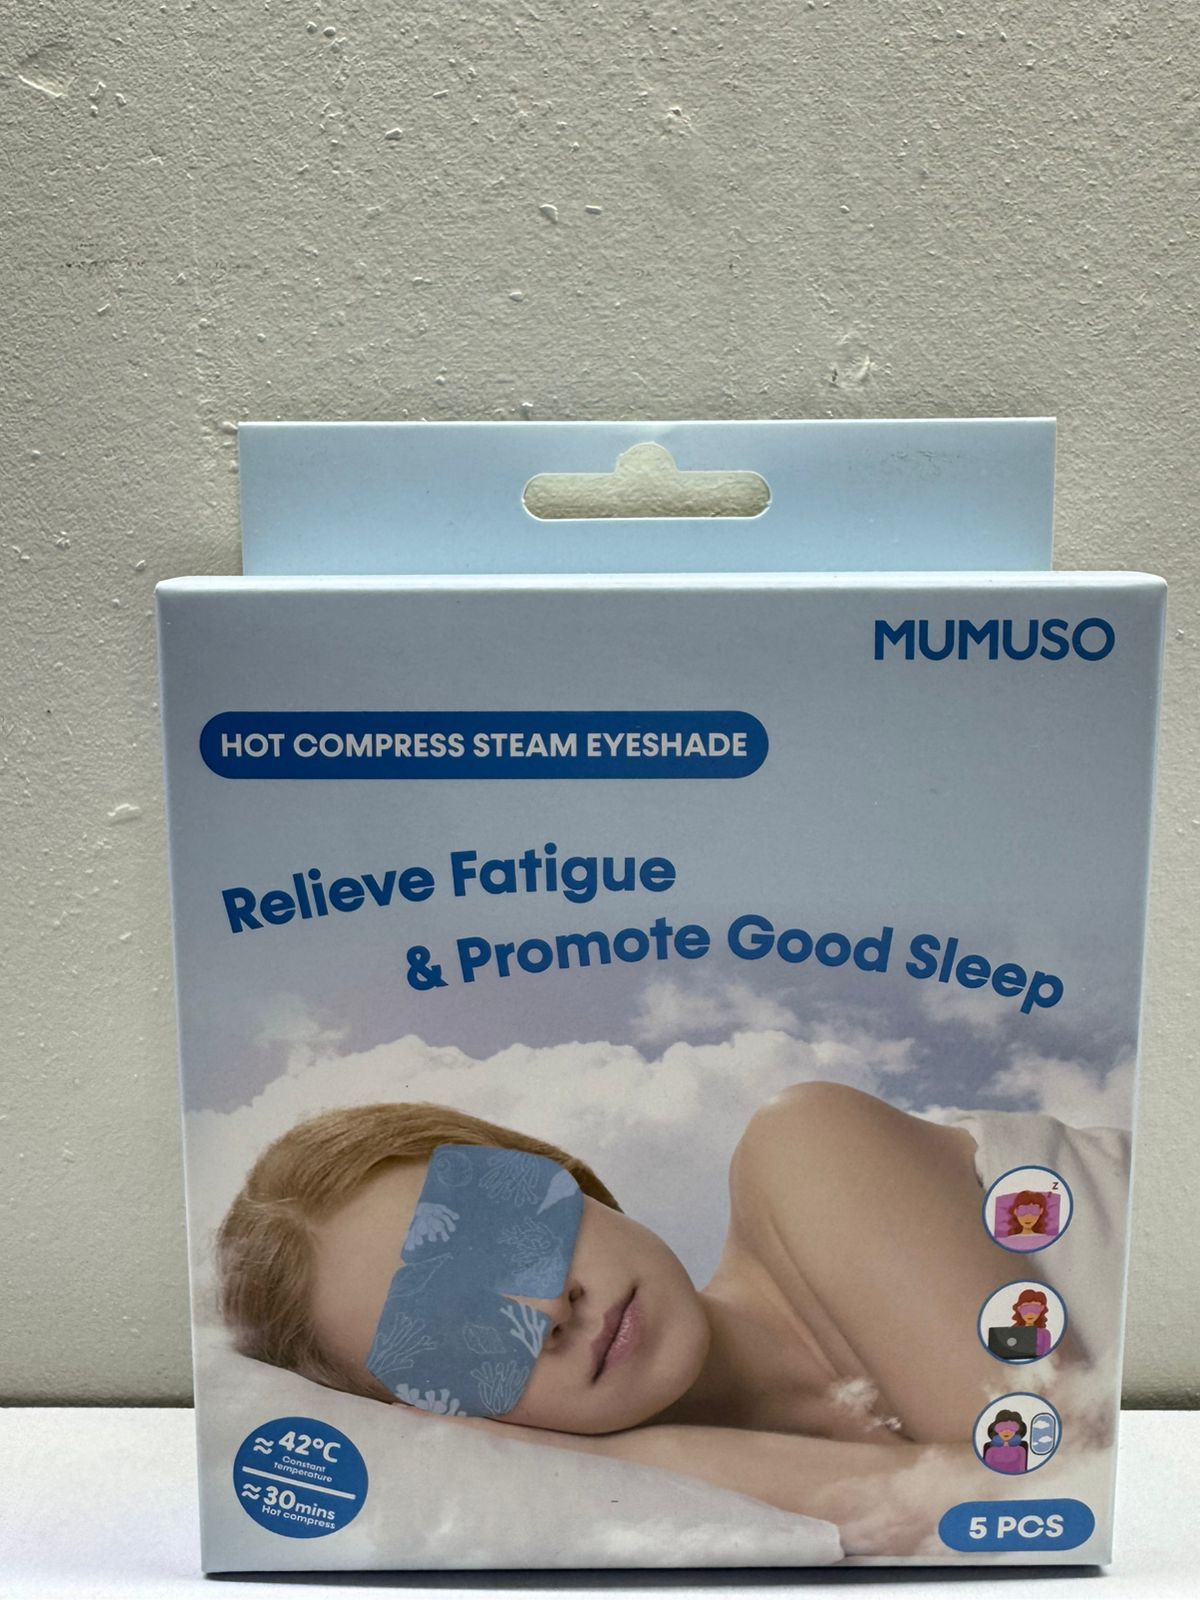 MUMUSO
HOT COMPRESS STEAM EYESHADE
Relieve Fatigue
& Promote Good Sleep
z
≈42°C
Constant
temperature
≈30mins
Hot compress
5 PCS